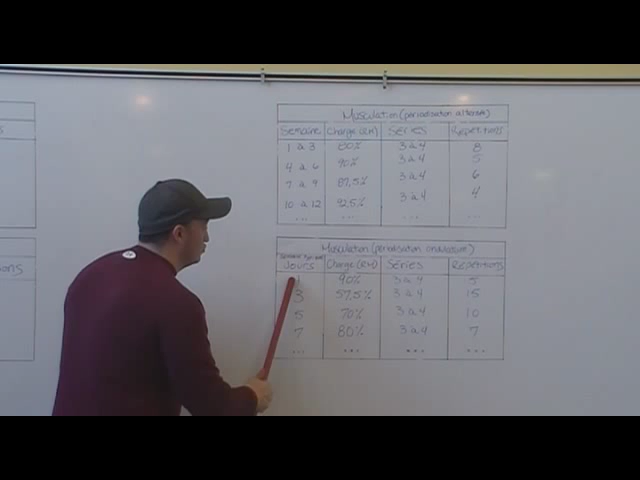 Musculation (périodisation alternée)
Semaine Charge (RM) Séries Répétitions
1 à 3 80% 3 à 4 8
4 à 6 90% 3 à 4 5
7 à 9 87,5% 3 à 4 6
10 à 12 92,5% 3 à 4 4
... ... ... ...
Musculation (périodisation ondulatoire)
Jours Charge (RM) Séries Répétitions
1 90% 3 à 4 5
3 57,5% 3 à 4 15
5 70% 3 à 4 10
7 80% 3 à 4 7
... ... ... ...